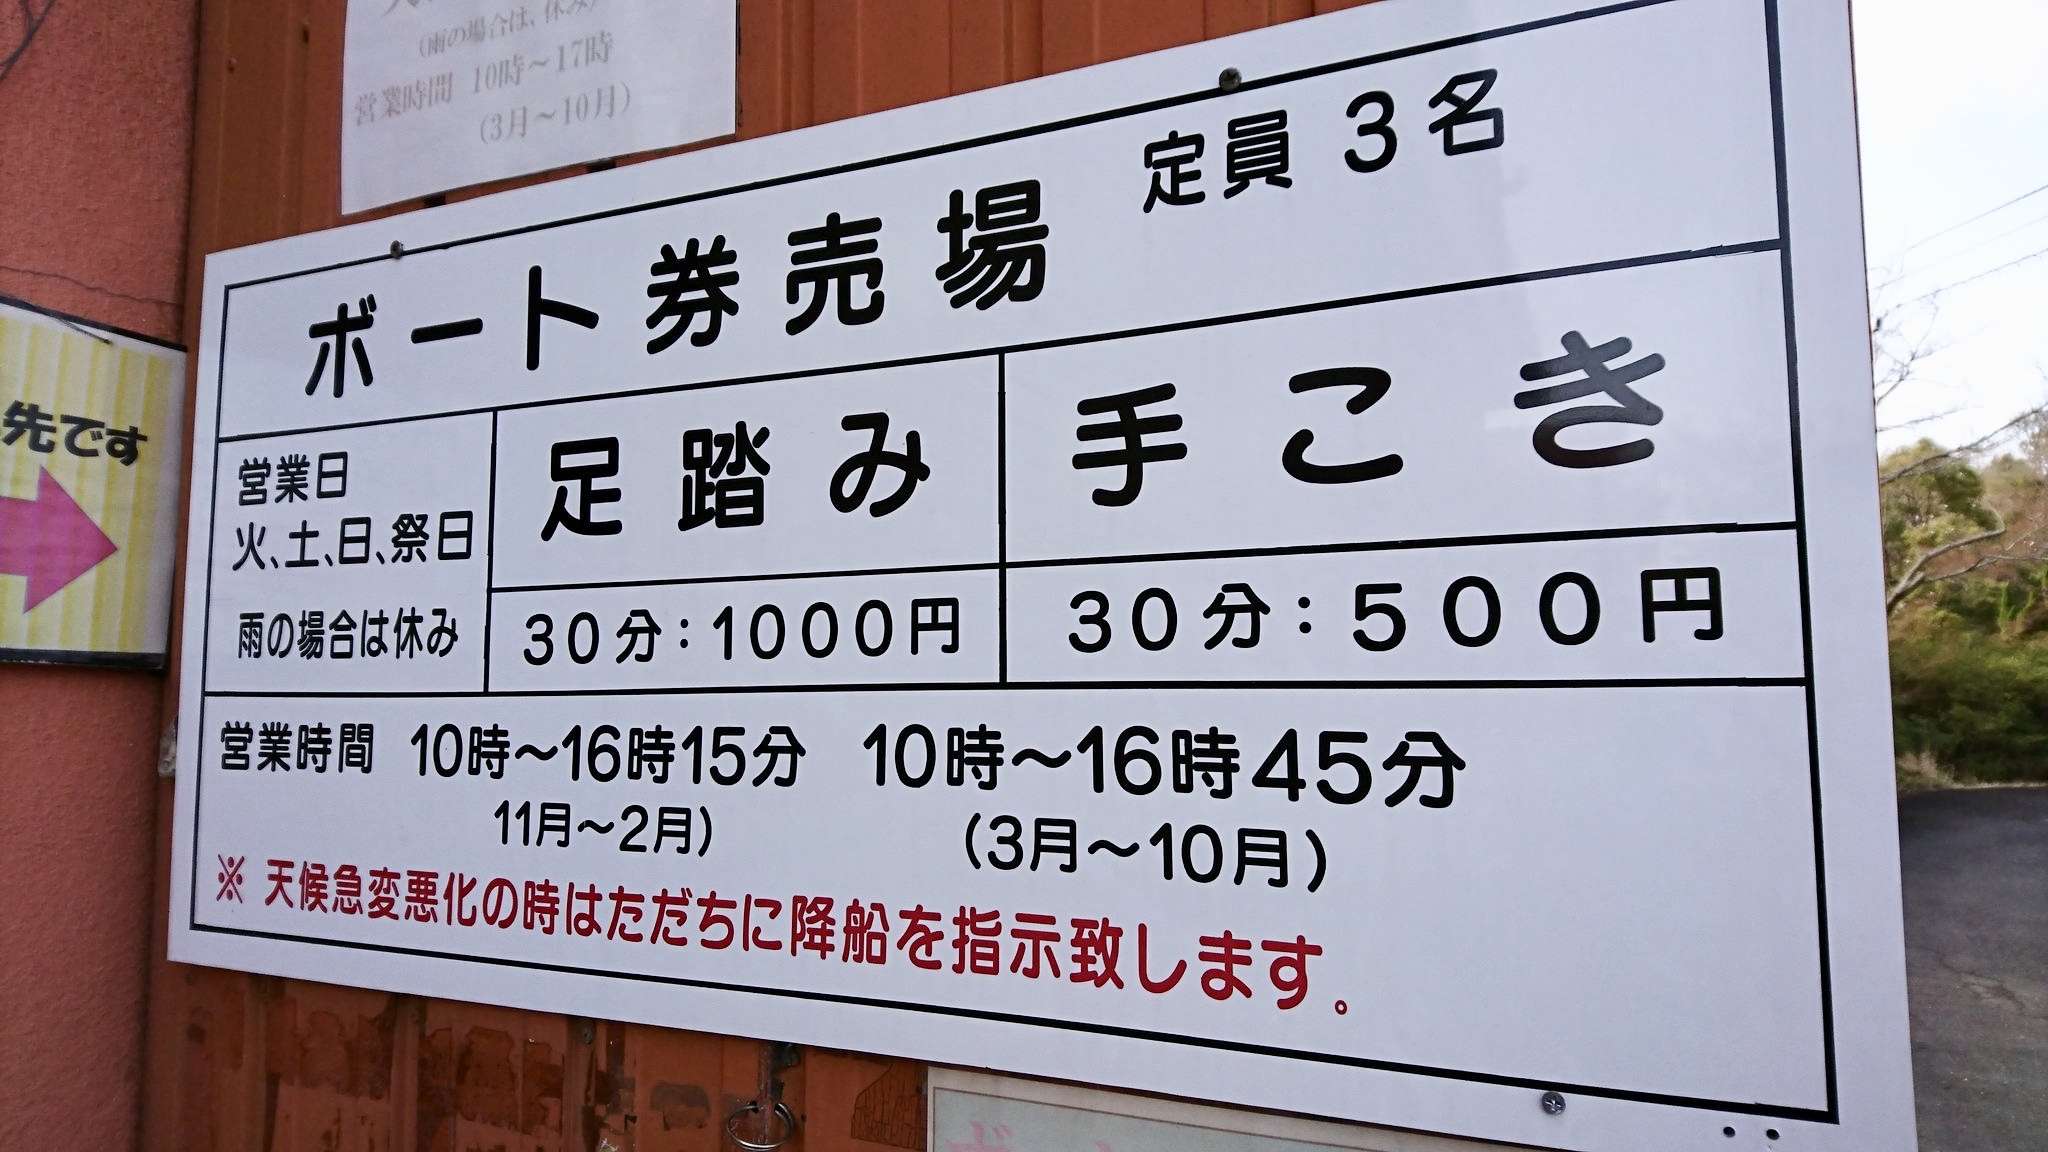 (雨の場合は、休み)
営業時間 10時～17時
(3月～10月)
先です
ボート券売場 定員 3名
営業日
火、土、日、祭日
雨の場合は休み
足踏み
手こき
30分:1000円
30分:500円
営業時間 10時～16時15分 10時～16時45分
11月～2月) (3月～10月)
※ 天候急変悪化の時はただちに降船を指示致します。